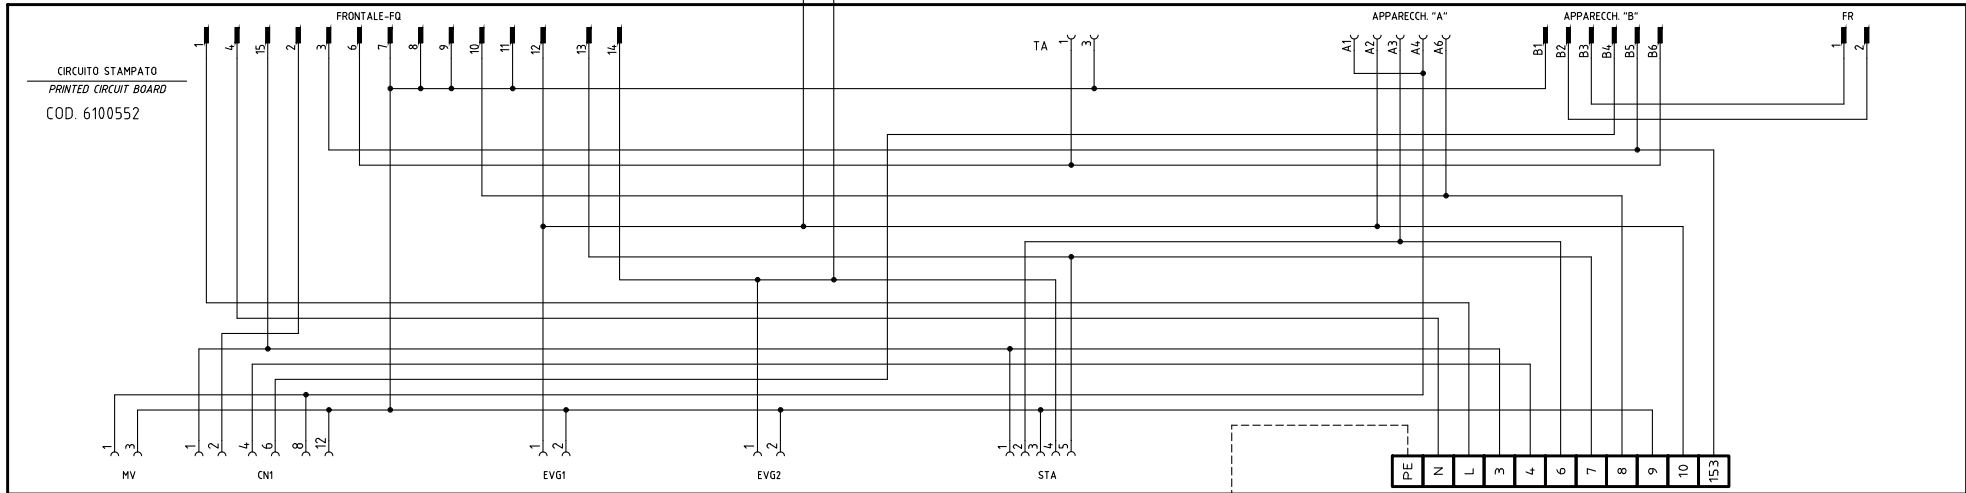 FRONTALE-FQ
APPARECCH. "A"
APPARECCH. "B"
FR
1 4 15 2 3 6 7 8 9 10 11 12 13 14
TA 1 3
A1 A2 A3 A4 A6
B1 B2 B3 B4 B5 B6
1 2
CIRCUITO STAMPATO
PRINTED CIRCUIT BOARD
COD. 6100552
1 3
1 2 4 6 8 12
1 2
1 2
1 2 3 4 5
PE N L 3 4 6 7 8 9 10 153
MV
CN1
EVG1
EVG2
STA